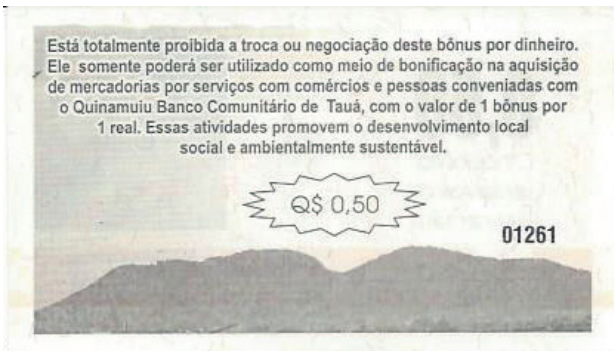 Está totalmente proibida a troca ou negociação deste bônus por dinheiro.
Ele somente poderá ser utilizado como meio de bonificação na aquisição
de mercadorias por serviços com comércios e pessoas conveniadas com
o Quinamuiu Banco Comunitário de Tauá, com o valor de 1 bônus por
1 real. Essas atividades promovem o desenvolvimento local
social e ambientalmente sustentável.
Q$ 0,50
01261